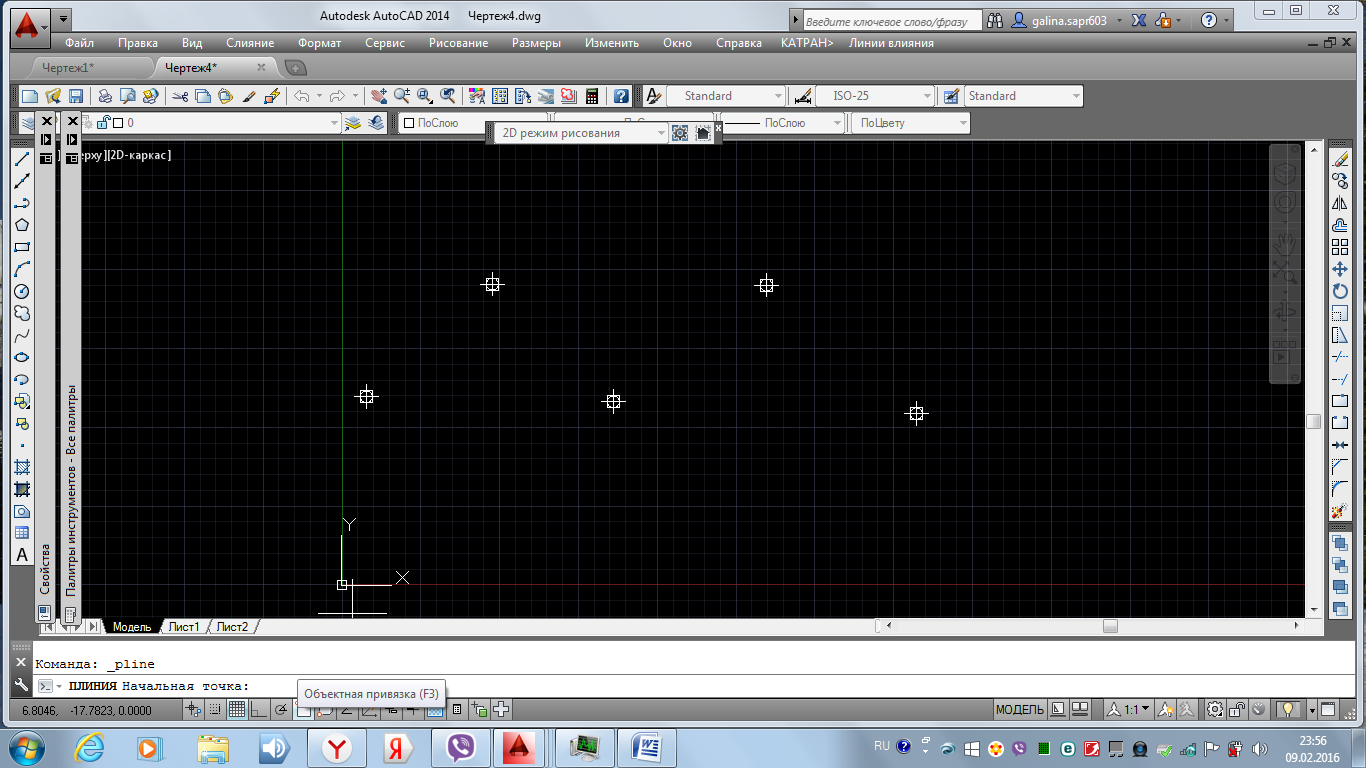 Autodesk AutoCAD 2014 Чертеж4.dwg
Введите ключевое слово/фразу
galina.sapr603
Файл Правка Вид Слияние Формат Сервис Рисование Размеры Изменить Окно Справка КАТРАН> Линии влияния
Чертеж1*
Чертеж4*
Standard
ISO-25
Standard
0
ПоСлою
ПоСлою
ПоЦвету
2D режим рисования
][2D-каркас]
Свойства
Палитры инструментов - Все палитры
Y
X
Модель
Лист1
Лист2
Команда: _pline
ПЛИНИЯ Начальная точка:
Объектная привязка (F3)
6.8046, -17.7823, 0.0000
МОДЕЛЬ
1:1
RU
23:56
09.02.2016